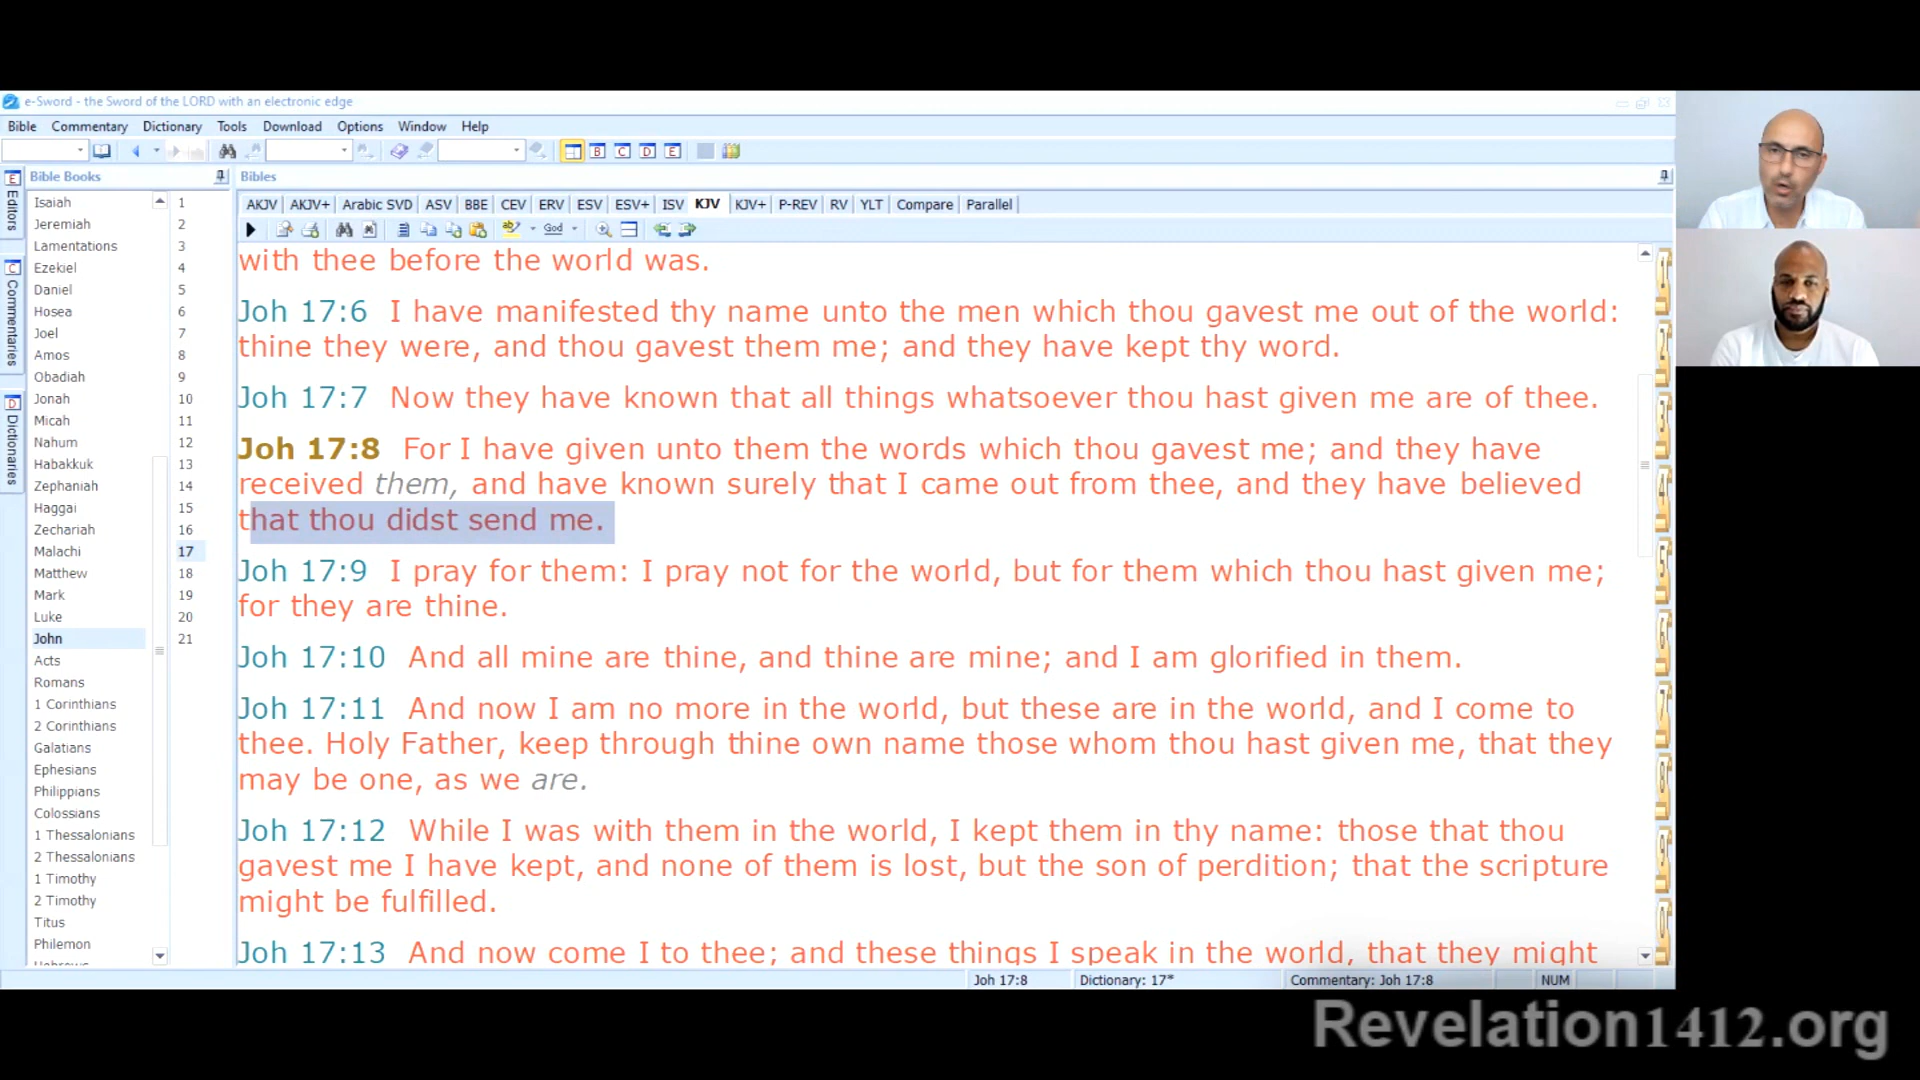 e-Sword - the Sword of the LORD with an electronic edge
Bible Commentary Dictionary Tools Download Options Window Help
B C D E
Bible Books
Bibles
E Editors
C Commentaries
D Dictionaries
Isaiah 1
Jeremiah 2
Lamentations 3
Ezekiel 4
Daniel 5
Hosea 6
Joel 7
Amos 8
Obadiah 9
Jonah 10
Micah 11
Nahum 12
Habakkuk 13
Zephaniah 14
Haggai 15
Zechariah 16
Malachi 17
Matthew 18
Mark 19
Luke 20
John 21
Acts
Romans
1 Corinthians
2 Corinthians
Galatians
Ephesians
Philippians
Colossians
1 Thessalonians
2 Thessalonians
1 Timothy
2 Timothy
Titus
Philemon
Hebrews
AKJV AKJV+ Arabic SVD ASV BBE CEV ERV ESV ESV+ ISV KJV KJV+ P-REV RV YLT Compare Parallel
ab God
with thee before the world was.
Joh 17:6 I have manifested thy name unto the men which thou gavest me out of the world:
thine they were, and thou gavest them me; and they have kept thy word.
Joh 17:7 Now they have known that all things whatsoever thou hast given me are of thee.
Joh 17:8 For I have given unto them the words which thou gavest me; and they have
received them, and have known surely that I came out from thee, and they have believed
that thou didst send me.
Joh 17:9 I pray for them: I pray not for the world, but for them which thou hast given me;
for they are thine.
Joh 17:10 And all mine are thine, and thine are mine; and I am glorified in them.
Joh 17:11 And now I am no more in the world, but these are in the world, and I come to
thee. Holy Father, keep through thine own name those whom thou hast given me, that they
may be one, as we are.
Joh 17:12 While I was with them in the world, I kept them in thy name: those that thou
gavest me I have kept, and none of them is lost, but the son of perdition; that the scripture
might be fulfilled.
Joh 17:13 And now come I to thee; and these things I speak in the world, that they might
1
2
3
4
5
6
7
8
9
0
Joh 17:8 Dictionary: 17* Commentary: Joh 17:8 NUM
Revelation1412.org